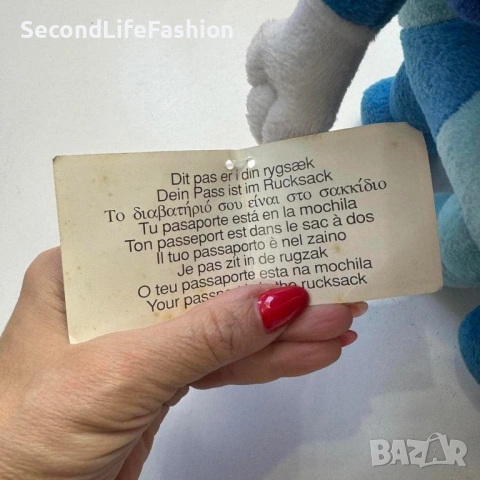 SecondLifeFashion
Dit pas er i din rygsæk
Dein Pass ist im Rucksack
Το διαβατήριό σου είναι στο σακκίδιο
Tu pasaporte está en la mochila
Ton passeport est dans le sac à dos
Il tuo passaporto è nel zaino
Je pas zit in de rugzak
O teu passaporte esta na mochila
Your rucksack
BAZAR